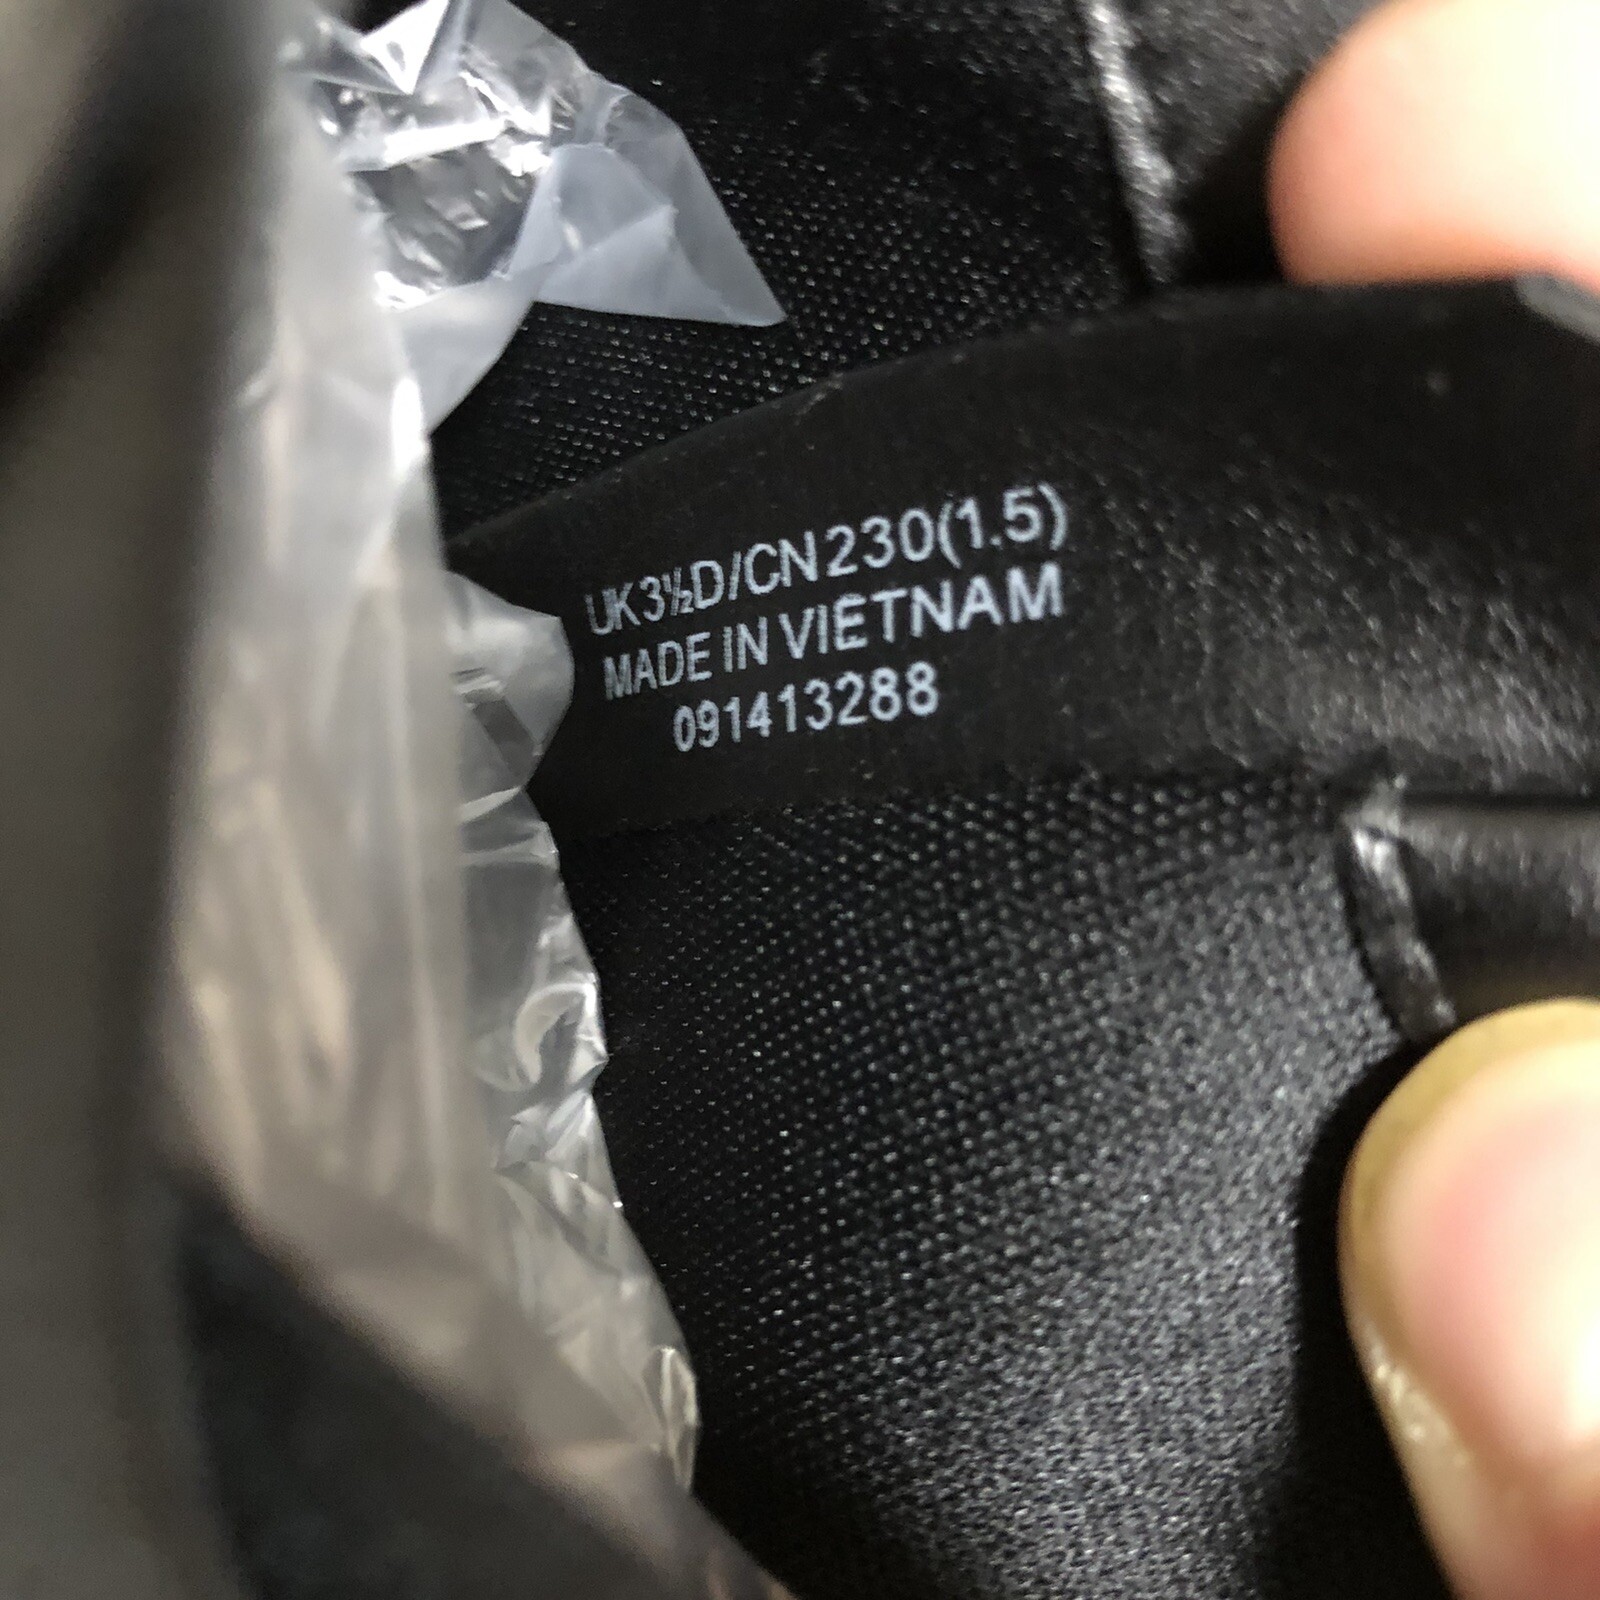 UK3½D/CN230(1.5)
MADE IN VIETNAM
091413288